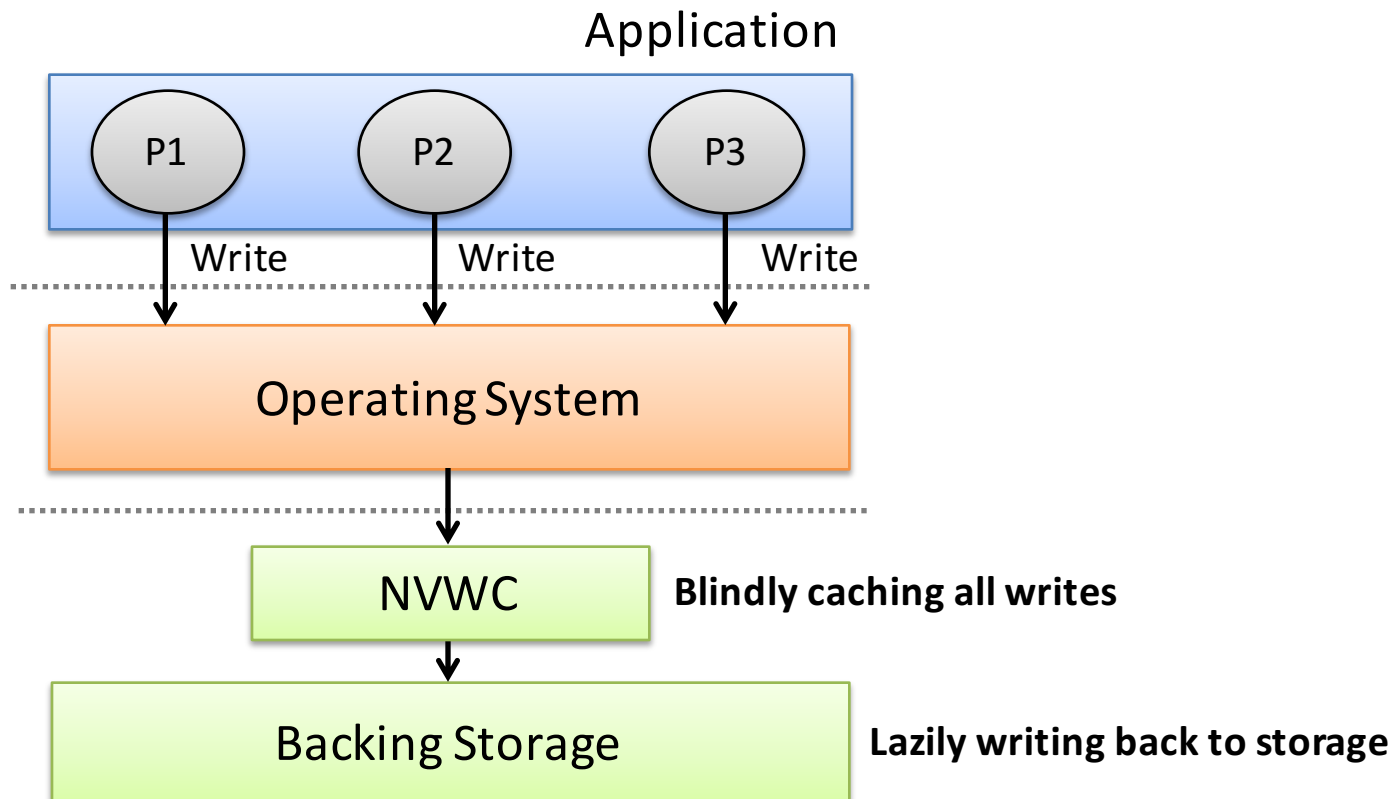 Application
P1 P2 P3
Write Write Write
Operating System
NVWC
Blindly caching all writes
Backing Storage
Lazily writing back to storage